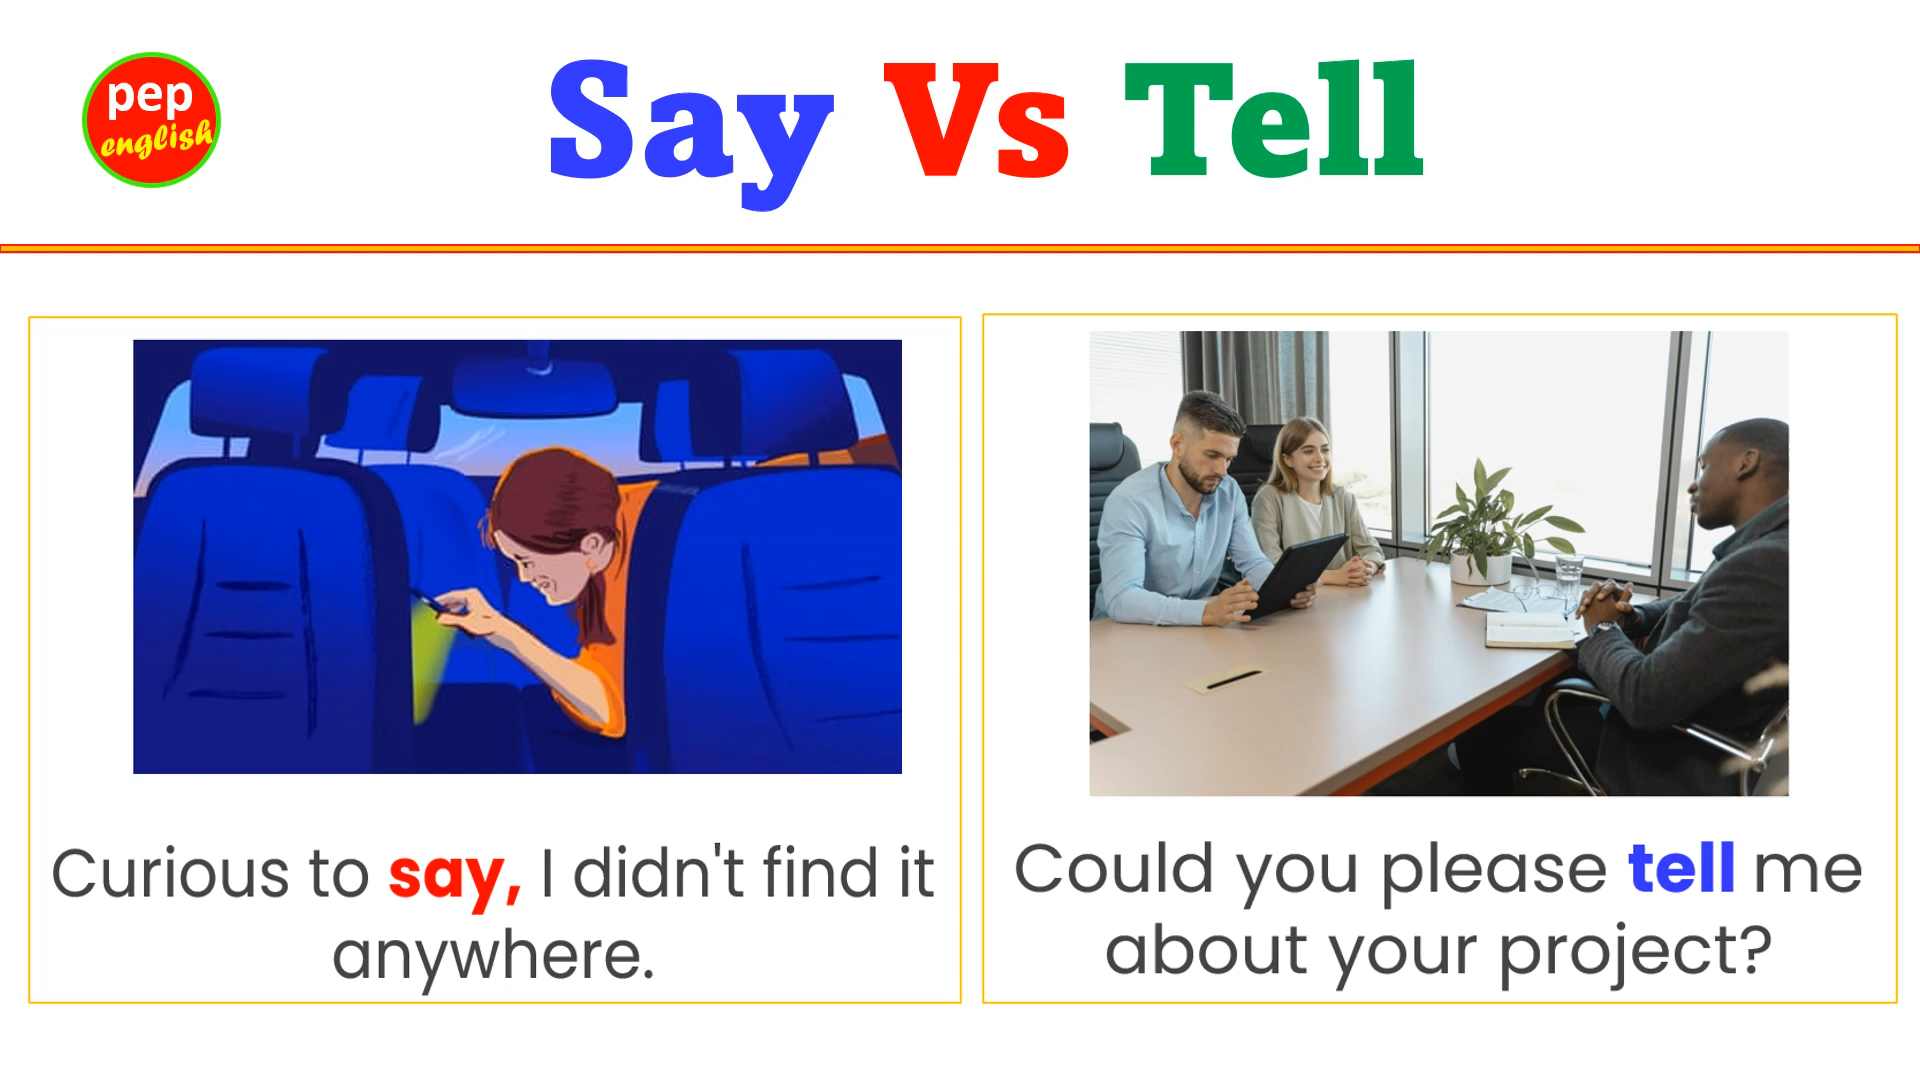 pep
english
Say Vs Tell
Curious to say, I didn't find it
anywhere.
Could you please tell me
about your project?